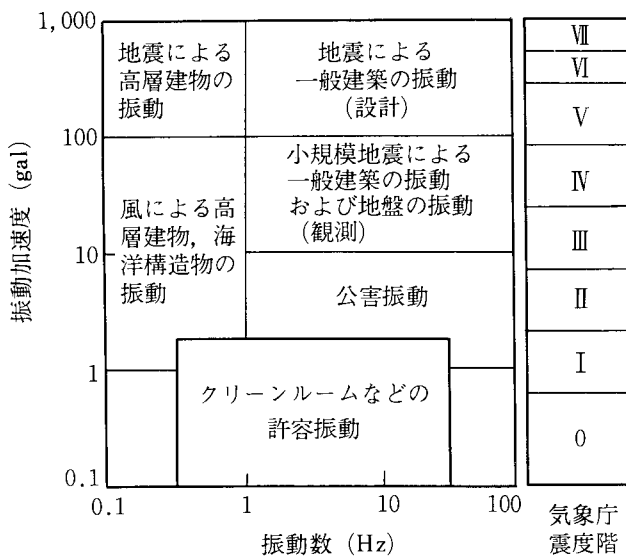 1,000
100
10
1
0.1
振動加速度 (gal)
地震による
高層建物の
振動
地震による
一般建築の振動
(設計)
小規模地震による
一般建築の振動
および地盤の振動
(観測)
風による高
層建物，海
洋構造物の
振動
公害振動
クリーンルームなどの
許容振動
0.1
1
10
100
振動数 (Hz)
Ⅶ
Ⅵ
Ⅴ
Ⅳ
Ⅲ
Ⅱ
Ⅰ
0
気象庁
震度階